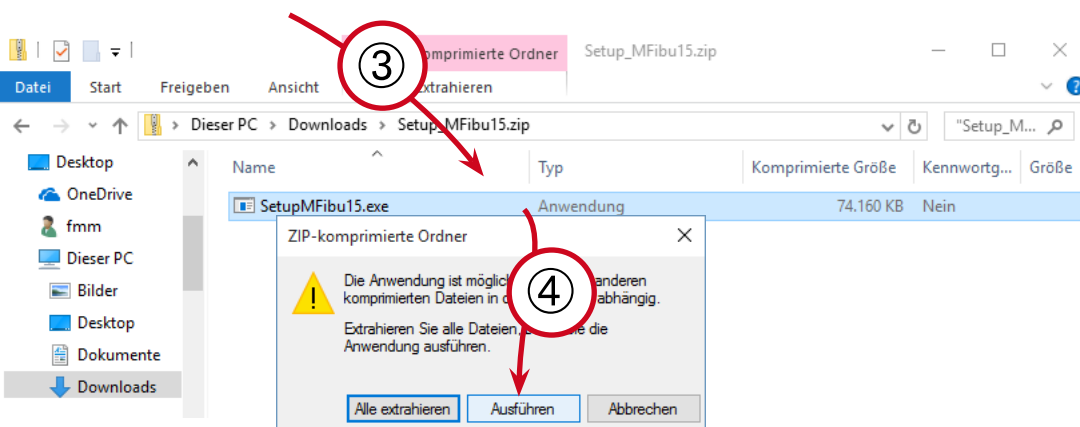 ③
omprimierte Ordner
Setup_MFibu15.zip
Datei Start Freigeben Ansicht xtrahieren
Dieser PC > Downloads > Setup_MFibu15.zip
"Setup_M...
Desktop
OneDrive
fmm
Dieser PC
Bilder
Desktop
Dokumente
Downloads
Name Typ Komprimierte Größe Kennwortg... Größe
SetupMFibu15.exe Anwendung 74.160 KB Nein
ZIP-komprimierte Ordner
Die Anwendung ist möglic anderen
komprimierten Dateien in d abhängig.
④
Extrahieren Sie alle Dateien, die
Anwendung ausführen.
Alle extrahieren Ausführen Abbrechen